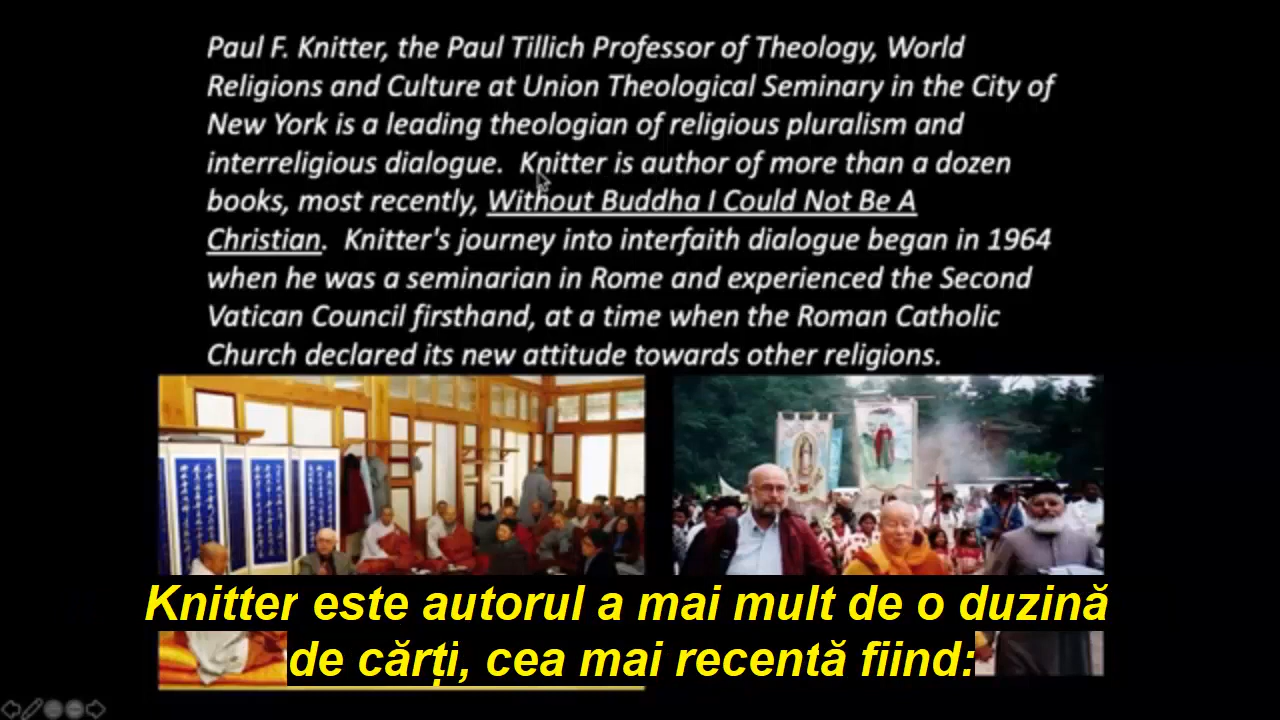 Paul F. Knitter, the Paul Tillich Professor of Theology, World
Religions and Culture at Union Theological Seminary in the City of
New York is a leading theologian of religious pluralism and
interreligious dialogue. Knitter is author of more than a dozen
books, most recently, Without Buddha I Could Not Be A
Christian. Knitter's journey into interfaith dialogue began in 1964
when he was a seminarian in Rome and experienced the Second
Vatican Council firsthand, at a time when the Roman Catholic
Church declared its new attitude towards other religions.
Knitter este autorul a mai mult de o duzină
de cărți, cea mai recentă fiind: